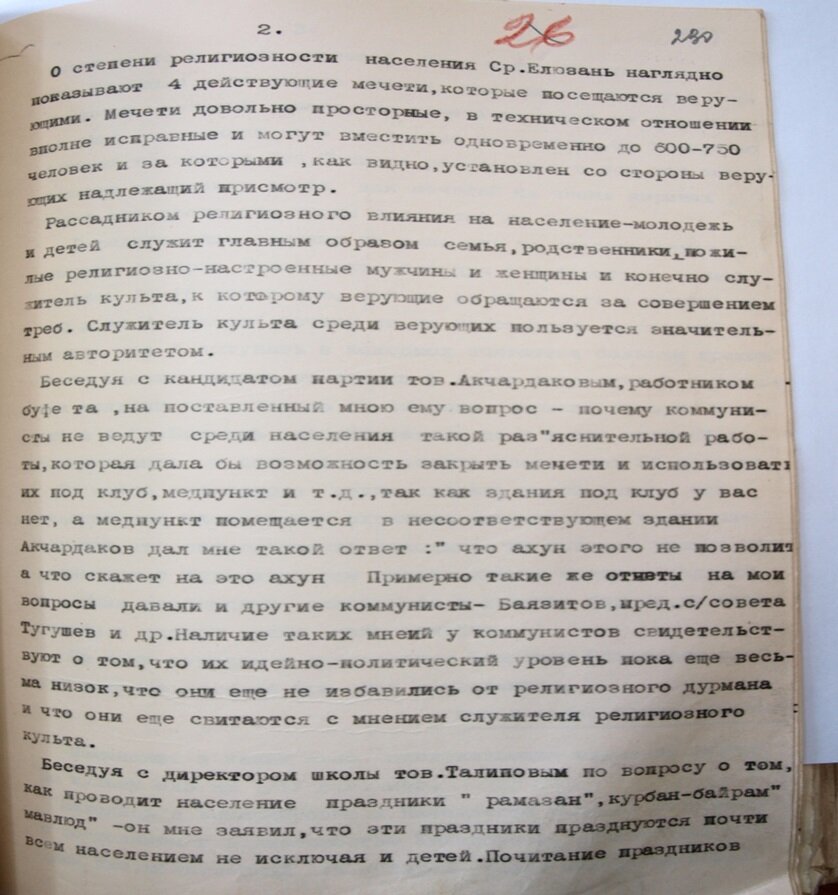 2.
26
230
О степени религиозности населения Ср.Елюзань наглядно
показывают 4 действующие мечети,которые посещаются веру-
ющими. Мечети довольно просторные, в техническом отношении
вполне исправные и могут вместить одновременно до 600-750
человек и за которыми ,как видно,установлен со стороны веру-
ющих надлежащий присмотр.
Рассадником религиозного влияния на население-молодежь
и детей служит главным образом семья,родственники,пожи-
лые религиозно-настроенные мужчины и женщины и конечно слу-
житель культа,к которому верующие обращаются за совершением
треб. Служитель культа среди верующих пользуется значитель-
ным авторитетом.
Беседуя с кандидатом партии тов.Акчардаковым,работником
буфета ,на поставленный мною ему вопрос – почему коммуни-
сты не ведут среди населения такой раз"яснительной рабо-
ты,которая дала бы возможность закрыть мечети и использовать
их под клуб,медпункт и т.д.,так как здания под клуб у вас
нет, а медпункт помещается в несоответствующем здании
Акчардаков дал мне такой ответ :" что ахун этого не позволит
а что скажет на это ахун Примерно такие же ответы на мои
вопросы давали и другие коммунисты- Баязитов,пред.с/совета
Тугушев и др.Наличие таких мнеий у коммунистов свидетельст-
вуют о том,что их идейно-политический уровень пока еще весь-
ма низок,что они еще не избавились от религиозного дурмана
и что они еще свитаются с мнением служителя религиозного
культа.
Беседуя с директором школы тов.Талиповым по вопросу о том,
как проводит население праздники " рамазан",курбан-байрам"
мавлюд" -он мне заявил,что эти праздники празднуются почти
всем населением не исключая и детей.Почитание праздников